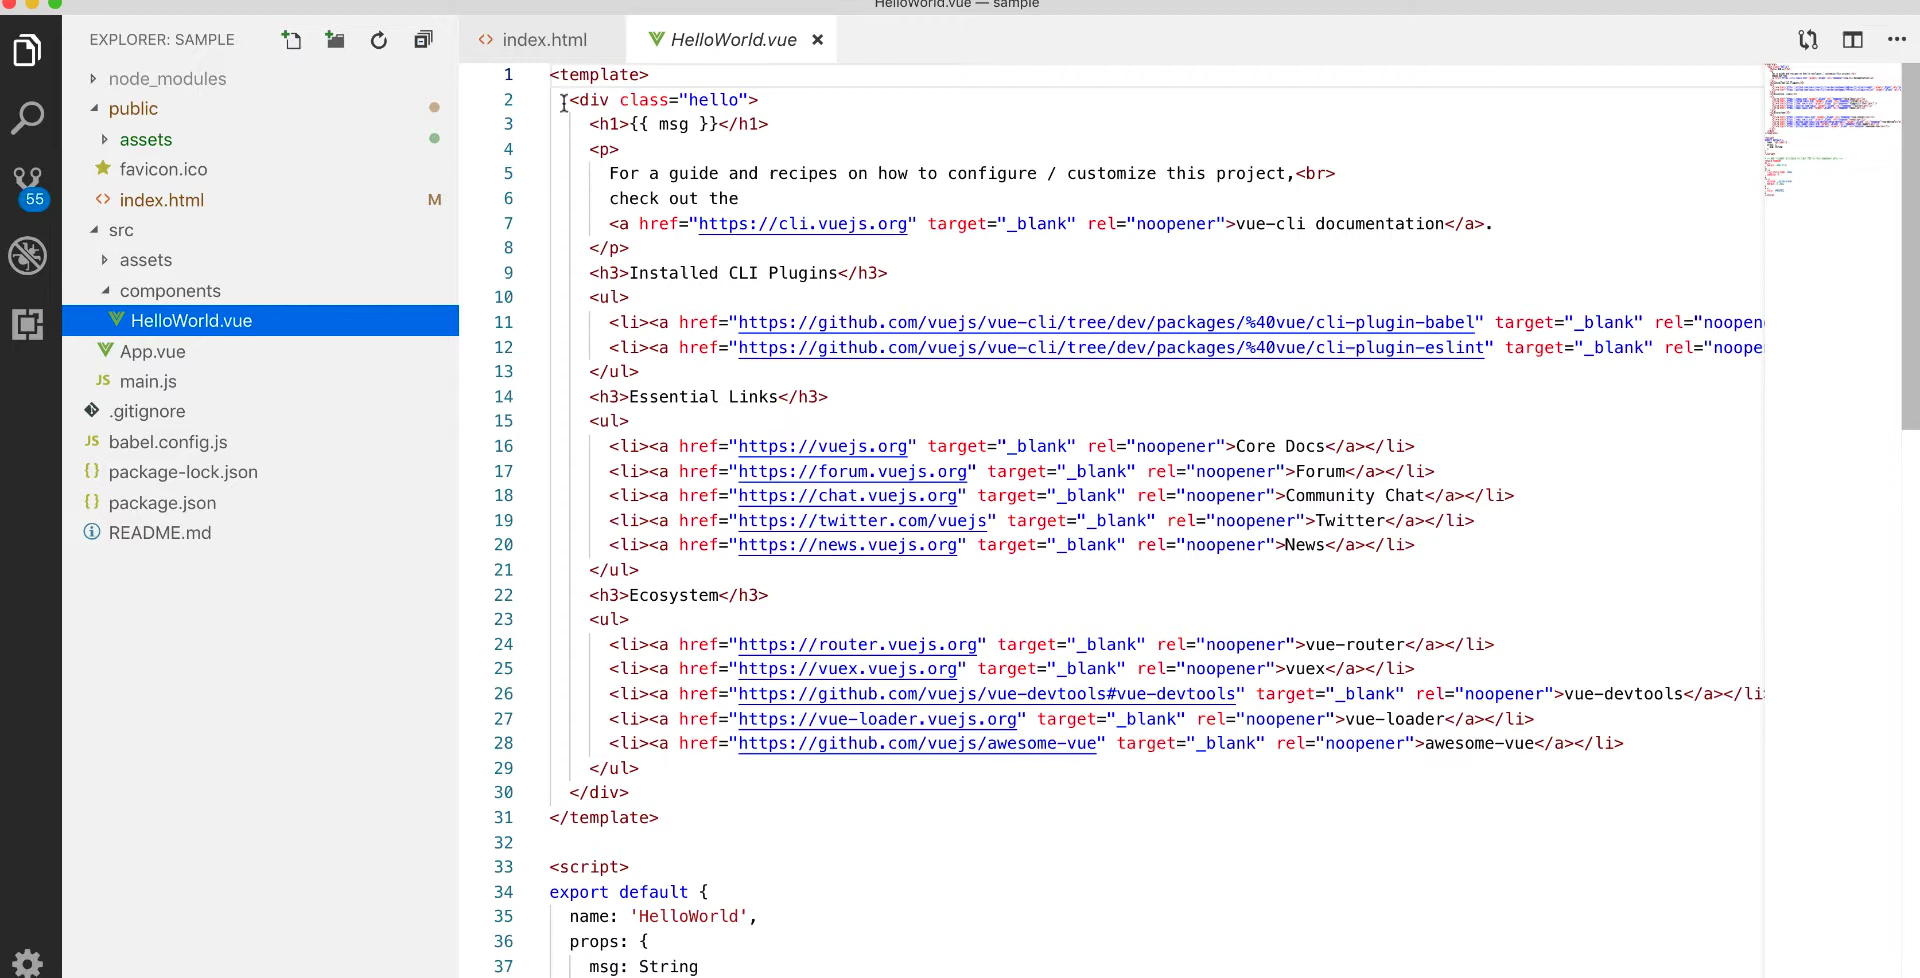 HelloWorld.vue — sample
EXPLORER: SAMPLE
node_modules
public
assets
favicon.ico
<> index.html M
src
assets
components
HelloWorld.vue
App.vue
JS main.js
.gitignore
JS babel.config.js
{} package-lock.json
{} package.json
README.md
55
<> index.html
HelloWorld.vue ×
1 <template>
2   <div class="hello">
3     <h1>{{ msg }}</h1>
4     <p>
5       For a guide and recipes on how to configure / customize this project,<br>
6       check out the
7       <a href="https://cli.vuejs.org" target="_blank" rel="noopener">vue-cli documentation</a>.
8     </p>
9     <h3>Installed CLI Plugins</h3>
10     <ul>
11       <li><a href="https://github.com/vuejs/vue-cli/tree/dev/packages/%40vue/cli-plugin-babel" target="_blank" rel="noopen
12       <li><a href="https://github.com/vuejs/vue-cli/tree/dev/packages/%40vue/cli-plugin-eslint" target="_blank" rel="noope
13     </ul>
14     <h3>Essential Links</h3>
15     <ul>
16       <li><a href="https://vuejs.org" target="_blank" rel="noopener">Core Docs</a></li>
17       <li><a href="https://forum.vuejs.org" target="_blank" rel="noopener">Forum</a></li>
18       <li><a href="https://chat.vuejs.org" target="_blank" rel="noopener">Community Chat</a></li>
19       <li><a href="https://twitter.com/vuejs" target="_blank" rel="noopener">Twitter</a></li>
20       <li><a href="https://news.vuejs.org" target="_blank" rel="noopener">News</a></li>
21     </ul>
22     <h3>Ecosystem</h3>
23     <ul>
24       <li><a href="https://router.vuejs.org" target="_blank" rel="noopener">vue-router</a></li>
25       <li><a href="https://vuex.vuejs.org" target="_blank" rel="noopener">vuex</a></li>
26       <li><a href="https://github.com/vuejs/vue-devtools#vue-devtools" target="_blank" rel="noopener">vue-devtools</a></li
27       <li><a href="https://vue-loader.vuejs.org" target="_blank" rel="noopener">vue-loader</a></li>
28       <li><a href="https://github.com/vuejs/awesome-vue" target="_blank" rel="noopener">awesome-vue</a></li>
29     </ul>
30   </div>
31 </template>
32
33 <script>
34 export default {
35   name: 'HelloWorld',
36   props: {
37     msg: String